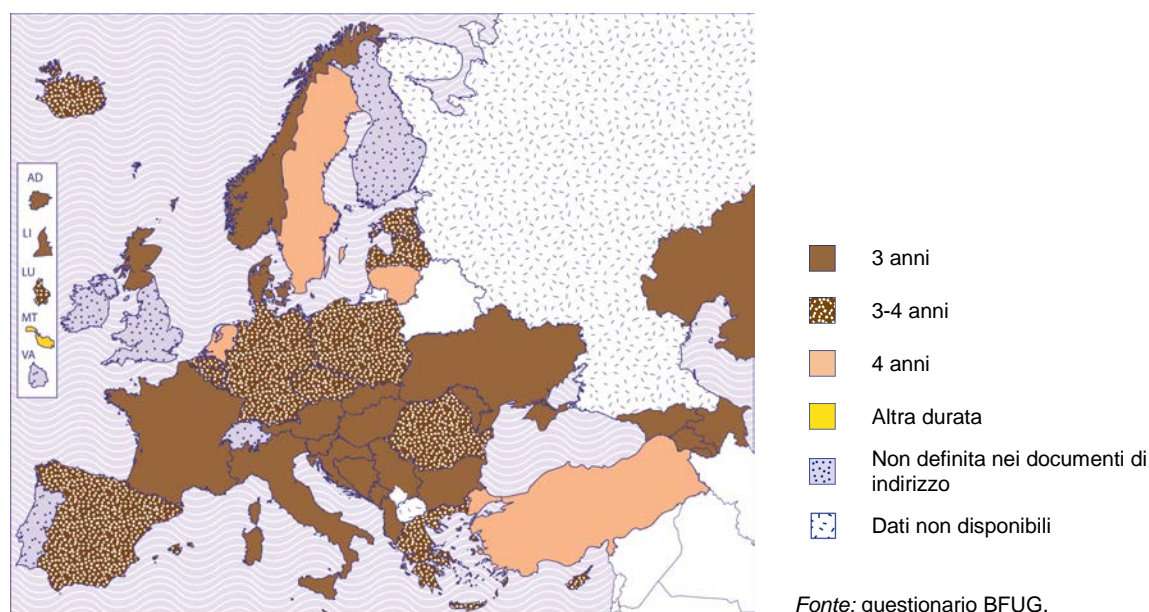 AD
LI
LU
MT
VA
3 anni
3-4 anni
4 anni
Altra durata
Non definita nei documenti di
indirizzo
Dati non disponibili
Fonte: questionario BFUG.